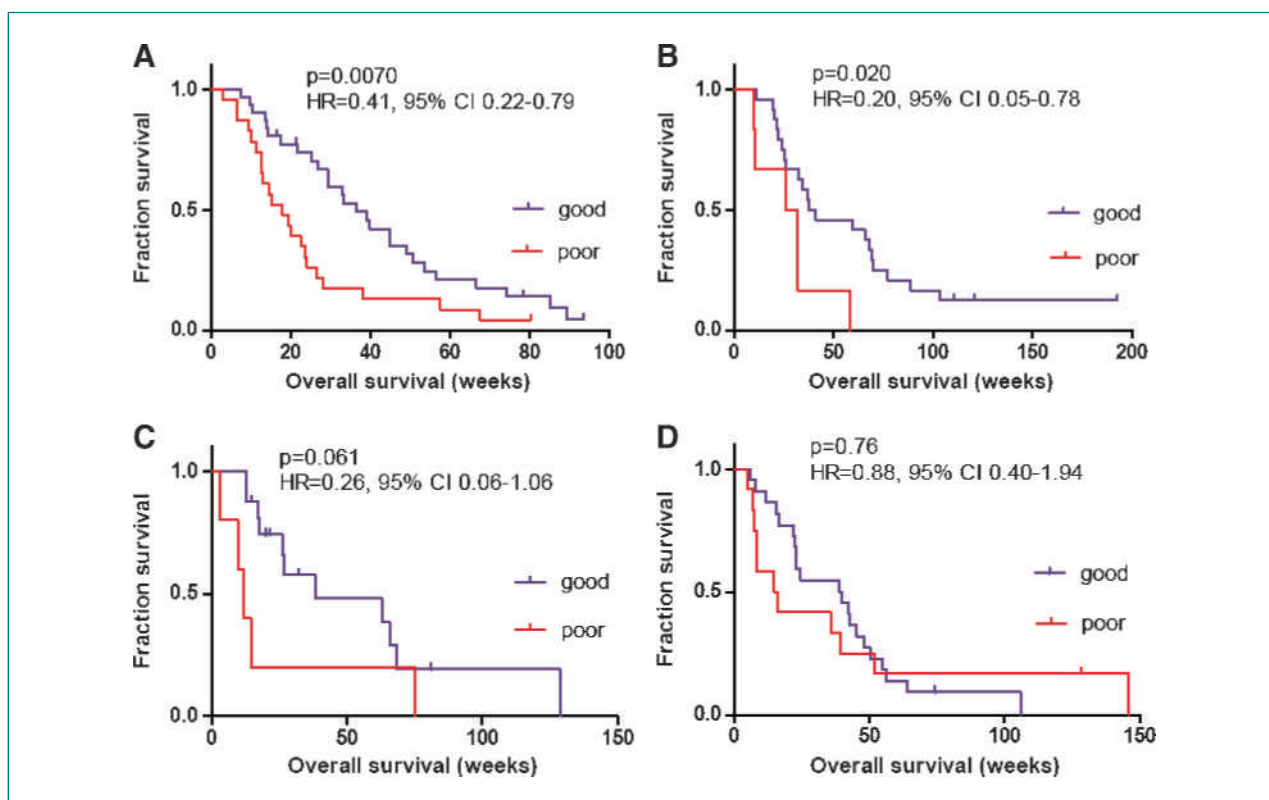 A
p=0.0070
HR=0.41, 95% CI 0.22-0.79
1.0
0.5
0.0
Fraction survival
good
poor
0 20 40 60 80 100
Overall survival (weeks)
B
p=0.020
HR=0.20, 95% CI 0.05-0.78
1.0
0.5
0.0
Fraction survival
good
poor
0 50 100 150 200
Overall survival (weeks)
C
p=0.061
HR=0.26, 95% CI 0.06-1.06
1.0
0.5
0.0
Fraction survival
good
poor
0 50 100 150
Overall survival (weeks)
D
p=0.76
HR=0.88, 95% CI 0.40-1.94
1.0
0.5
0.0
Fraction survival
good
poor
0 50 100 150
Overall survival (weeks)